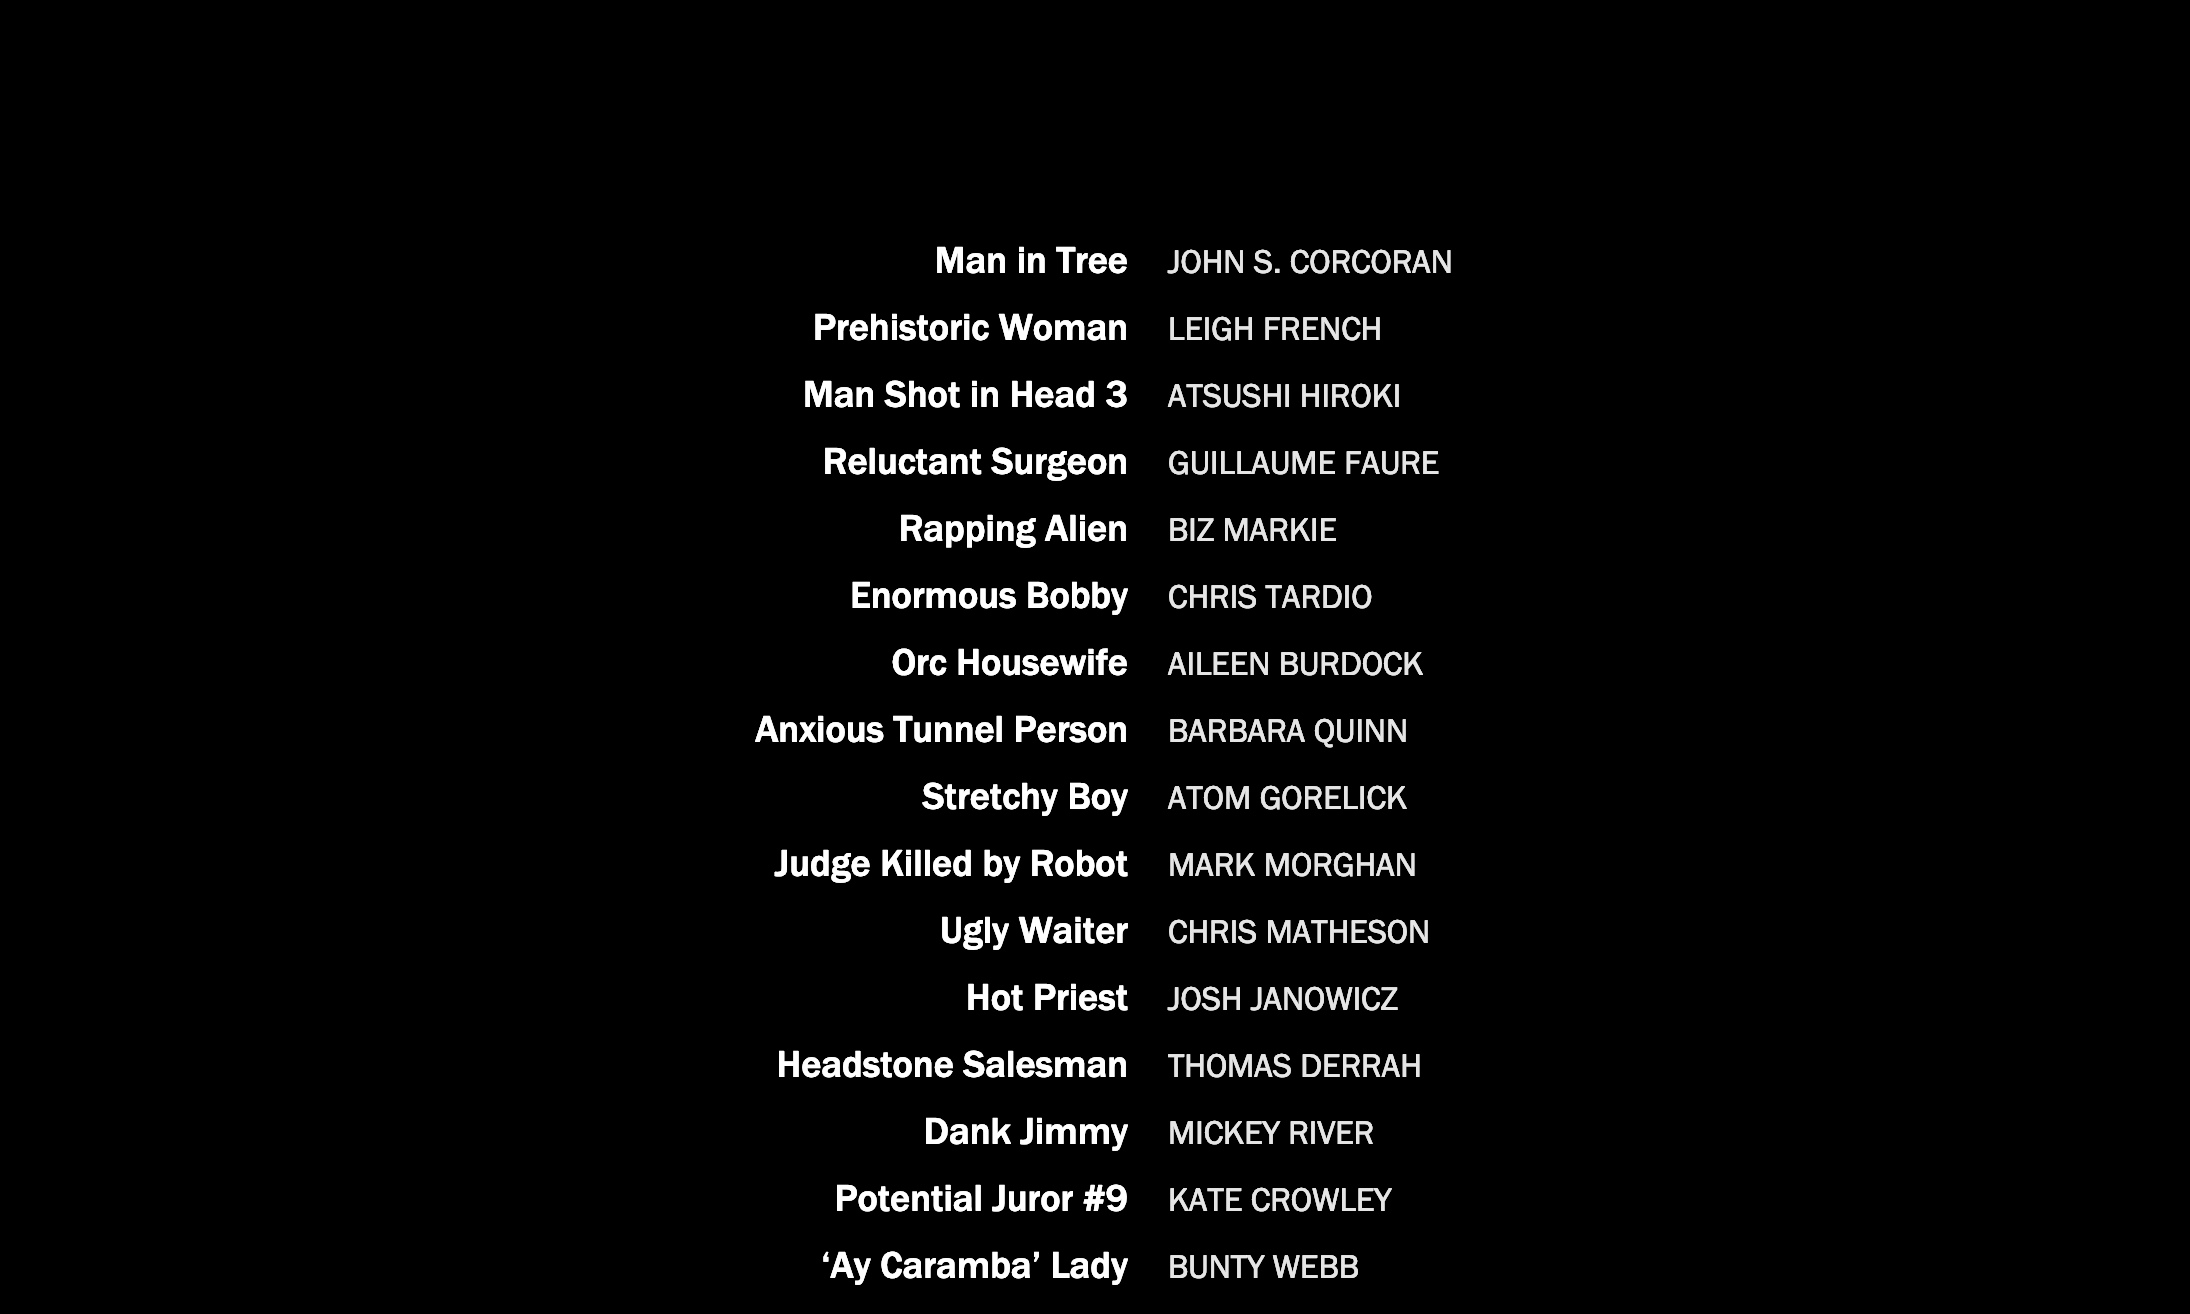 Man in Tree JOHN S. CORCORAN
Prehistoric Woman LEIGH FRENCH
Man Shot in Head 3 ATSUSHI HIROKI
Reluctant Surgeon GUILLAUME FAURE
Rapping Alien BIZ MARKIE
Enormous Bobby CHRIS TARDIO
Orc Housewife AILEEN BURDOCK
Anxious Tunnel Person BARBARA QUINN
Stretchy Boy ATOM GORELICK
Judge Killed by Robot MARK MORGHAN
Ugly Waiter CHRIS MATHESON
Hot Priest JOSH JANOWICZ
Headstone Salesman THOMAS DERRAH
Dank Jimmy MICKEY RIVER
Potential Juror #9 KATE CROWLEY
‘Ay Caramba’ Lady BUNTY WEBB